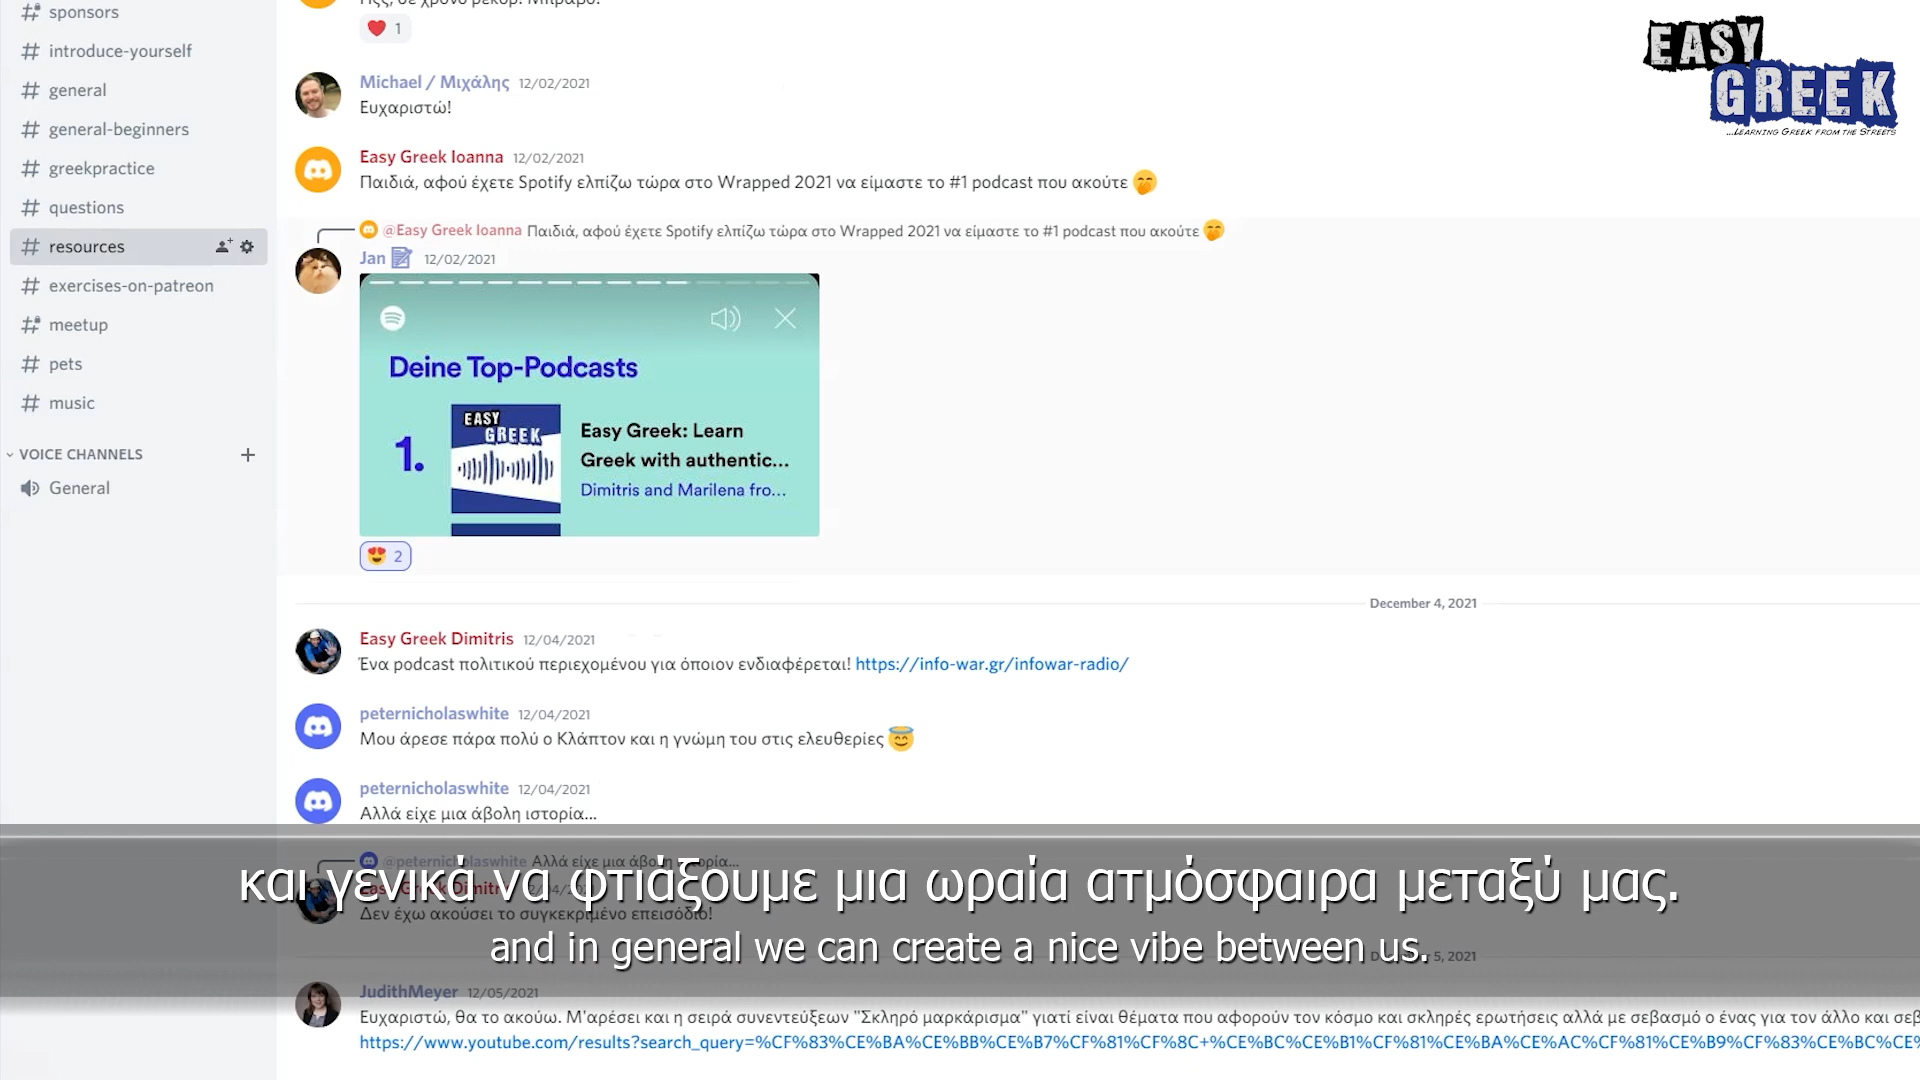 sponsors
introduce-yourself
general
general-beginners
greekpractice
questions
resources
exercises-on-patreon
meetup
pets
music
VOICE CHANNELS
General
1
Michael / Μιχάλης 12/02/2021
Ευχαριστώ!
Easy Greek Ioanna 12/02/2021
Παιδιά, αφού έχετε Spotify ελπίζω τώρα στο Wrapped 2021 να είμαστε το #1 podcast που ακούτε
@Easy Greek Ioanna Παιδιά, αφού έχετε Spotify ελπίζω τώρα στο Wrapped 2021 να είμαστε το #1 podcast που ακούτε
Jan 12/02/2021
Deine Top-Podcasts
1.
EASY
GREEK
Easy Greek: Learn
Greek with authentic...
Dimitris and Marilena fro...
2
December 4, 2021
Easy Greek Dimitris 12/04/2021
Ένα podcast πολιτικού περιεχομένου για όποιον ενδιαφέρεται! https://info-war.gr/infowar-radio/
peternicholaswhite 12/04/2021
Μου άρεσε πάρα πολύ ο Κλάπτον και η γνώμη του στις ελευθερίες
peternicholaswhite 12/04/2021
Αλλά είχε μια άβολη ιστορία...
@peternicholaswhite Αλλά είχε μια άβολη ιστορία...
Easy Greek Dimitris
Δεν έχω ακούσει το συγκεκριμένο επεισόδιο!
5, 2021
JudithMeyer 12/05/2021
Ευχαριστώ, θα το ακούω. Μ'αρέσει και η σειρά συνεντεύξεων "Σκληρό μαρκάρισμα" γιατί είναι θέματα που αφορούν τον κόσμο και σκληρές ερωτήσεις αλλά με σεβασμό ο ένας για τον άλλο και σεβ
https://www.youtube.com/results?search_query=%CF%83%CE%BA%CE%BB%CE%B7%CF%81%CF%8C+%CE%BC%CE%B1%CF%81%CE%BA%CE%AC%CF%81%CE%B9%CF%83%CE%BC%CE%
και γενικά να φτιάξουμε μια ωραία ατμόσφαιρα μεταξύ μας.
and in general we can create a nice vibe between us.
EASY
GREEK
...LEARNING GREEK FROM THE STREETS